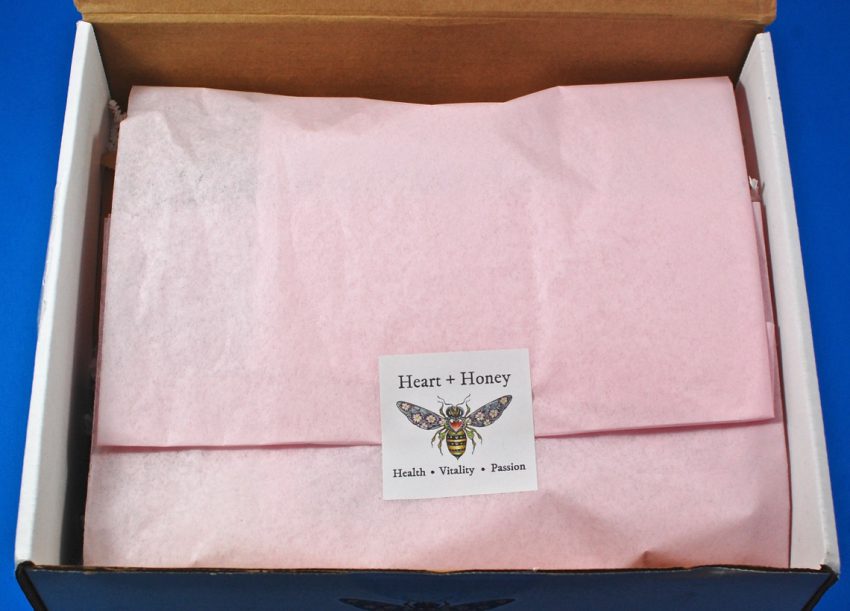 Heart + Honey
Health • Vitality • Passion